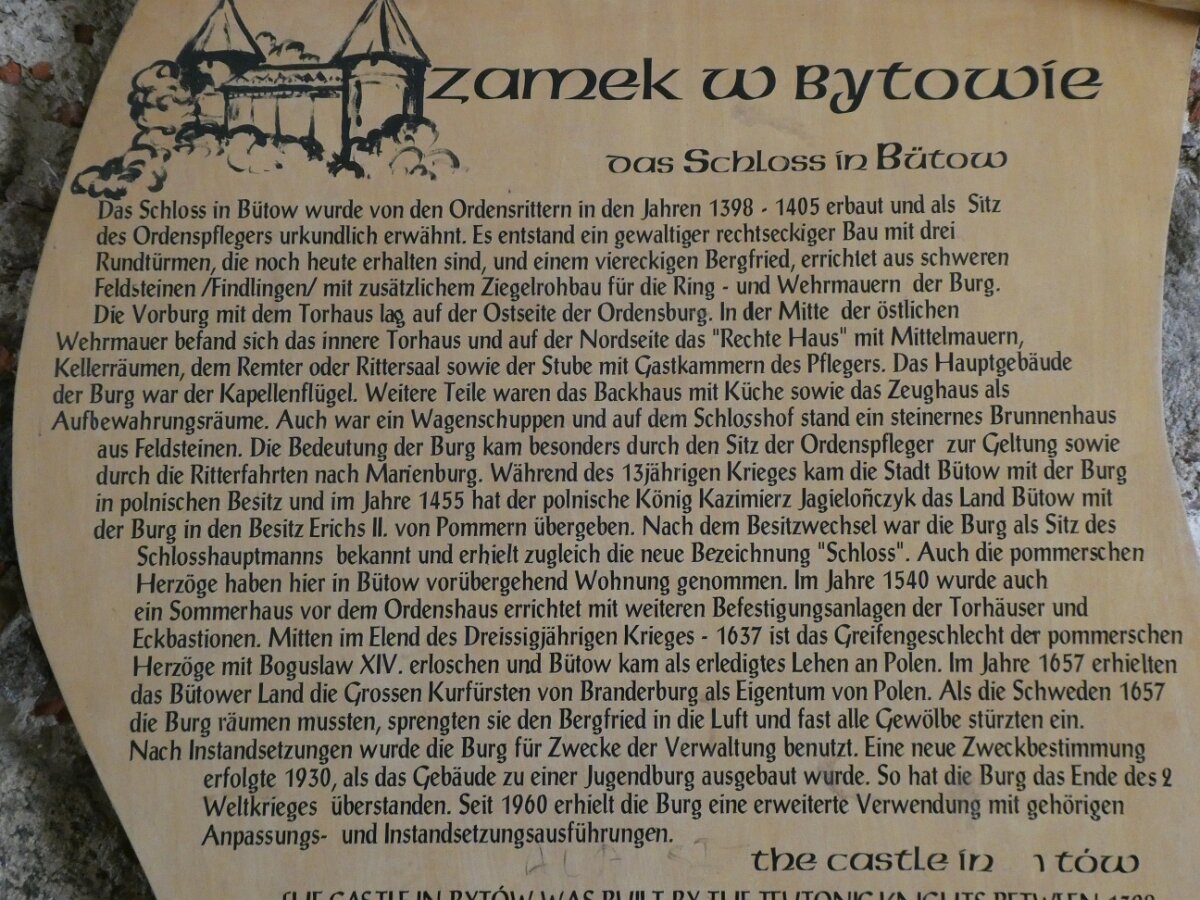 Zamek w Bytowie
das Schloss in Bütow
Das Schloss in Bütow wurde von den Ordensrittern in den Jahren 1398 - 1405 erbaut und als Sitz
des Ordenspflegers urkundlich erwähnt. Es entstand ein gewaltiger rechtseckiger Bau mit drei
Rundtürmen, die noch heute erhalten sind, und einem viereckigen Bergfried, errichtet aus schweren
Feldsteinen /Findlingen/ mit zusätzlichem Ziegelrohbau für die Ring - und Wehrmauern der Burg.
Die Vorburg mit dem Torhaus lag auf der Ostseite der Ordensburg. In der Mitte der östlichen
Wehrmauer befand sich das innere Torhaus und auf der Nordseite das "Rechte Haus" mit Mittelmauern,
Kellerräumen, dem Remter oder Rittersaal sowie der Stube mit Gastkammern des Pflegers. Das Hauptgebäude
der Burg war der Kapellenflügel. Weitere Teile waren das Backhaus mit Küche sowie das Zeughaus als
Aufbewahrungsräume. Auch war ein Wagenschuppen und auf dem Schlosshof stand ein steinernes Brunnenhaus
aus Feldsteinen. Die Bedeutung der Burg kam besonders durch den Sitz der Ordenspfleger zur Geltung sowie
durch die Ritterfahrten nach Marienburg. Während des 13jährigen Krieges kam die Stadt Bütow mit der Burg
in polnischen Besitz und im Jahre 1455 hat der polnische König Kazimierz Jagielończyk das Land Bütow mit
der Burg in den Besitz Erichs II. von Pommern übergeben. Nach dem Besitzwechsel war die Burg als Sitz des
Schlosshauptmanns bekannt und erhielt zugleich die neue Bezeichnung "Schloss". Auch die pommerschen
Herzöge haben hier in Bütow vorübergehend Wohnung genommen. Im Jahre 1540 wurde auch
ein Sommerhaus vor dem Ordenshaus errichtet mit weiteren Befestigungsanlagen der Torhäuser und
Eckbastionen. Mitten im Elend des Dreissigjährigen Krieges - 1637 ist das Greifengeschlecht der pommerschen
Herzöge mit Boguslaw XIV. erloschen und Bütow kam als erledigtes Lehen an Polen. Im Jahre 1657 erhielten
das Bütower Land die Grossen Kurfürsten von Branderburg als Eigentum von Polen. Als die Schweden 1657
die Burg räumen mussten, sprengten sie den Bergfried in die Luft und fast alle Gewölbe stürzten ein.
Nach Instandsetzungen wurde die Burg für Zwecke der Verwaltung benutzt. Eine neue Zweckbestimmung
erfolgte 1930, als das Gebäude zu einer Jugendburg ausgebaut wurde. So hat die Burg das Ende des 2
Weltkrieges überstanden. Seit 1960 erhielt die Burg eine erweiterte Verwendung mit gehörigen
Anpassungs- und Instandsetzungsausführungen.
the castle in tów
THE CASTLE IN BYTÓW WAS BUILT BY THE TEUTONIC KNIGHTS BETWEEN 1398